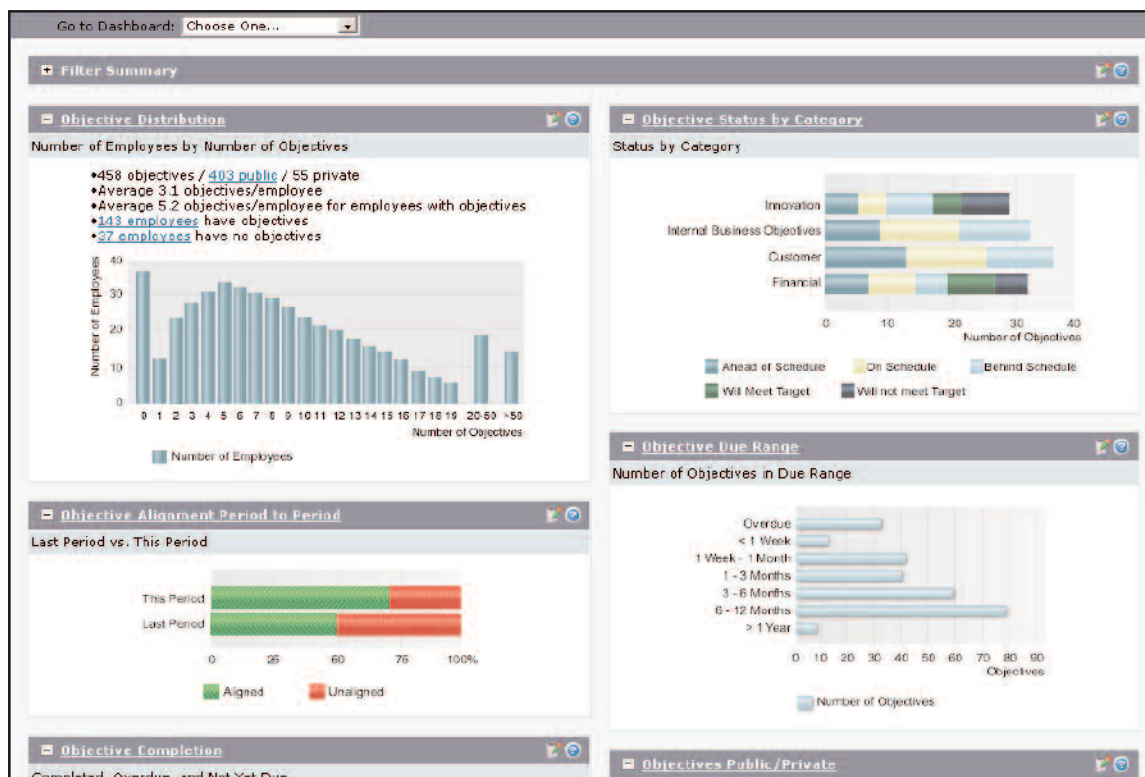 Go to Dashboard: Choose One...
Filter Summary
Objective Distribution
Number of Employees by Number of Objectives
•458 objectives / 403 public / 55 private
•Average 3.1 objectives/employee
•Average 5.2 objectives/employee for employees with objectives
•143 employees have objectives
•37 employees have no objectives
Number of Employees
40
30
20
10
0
0 1 2 3 4 5 6 7 8 9 10 11 12 13 14 15 16 17 18 19 20-50 >50
Number of Objectives
Number of Employees
Objective Status by Category
Status by Category
Innovation
Internal Business Objectives
Customer
Financial
0 10 20 30 40
Number of Objectives
Ahead of Schedule On Schedule Behind Schedule
Will Meet Target Will not meet Target
Objective Alignment Period to Period
Last Period vs. This Period
This Period
Last Period
0 25 60 75 100%
Aligned Unaligned
Objective Due Range
Number of Objectives in Due Range
Overdue
< 1 Week
1 Week - 1 Month
1 - 3 Months
3 - 6 Months
6 - 12 Months
> 1 Year
0 10 20 30 40 50 60 70 80 90
Objectives
Number of Objectives
Objective Completion
Completed, Overdue, and Not Yet Due
Objectives Public/Private